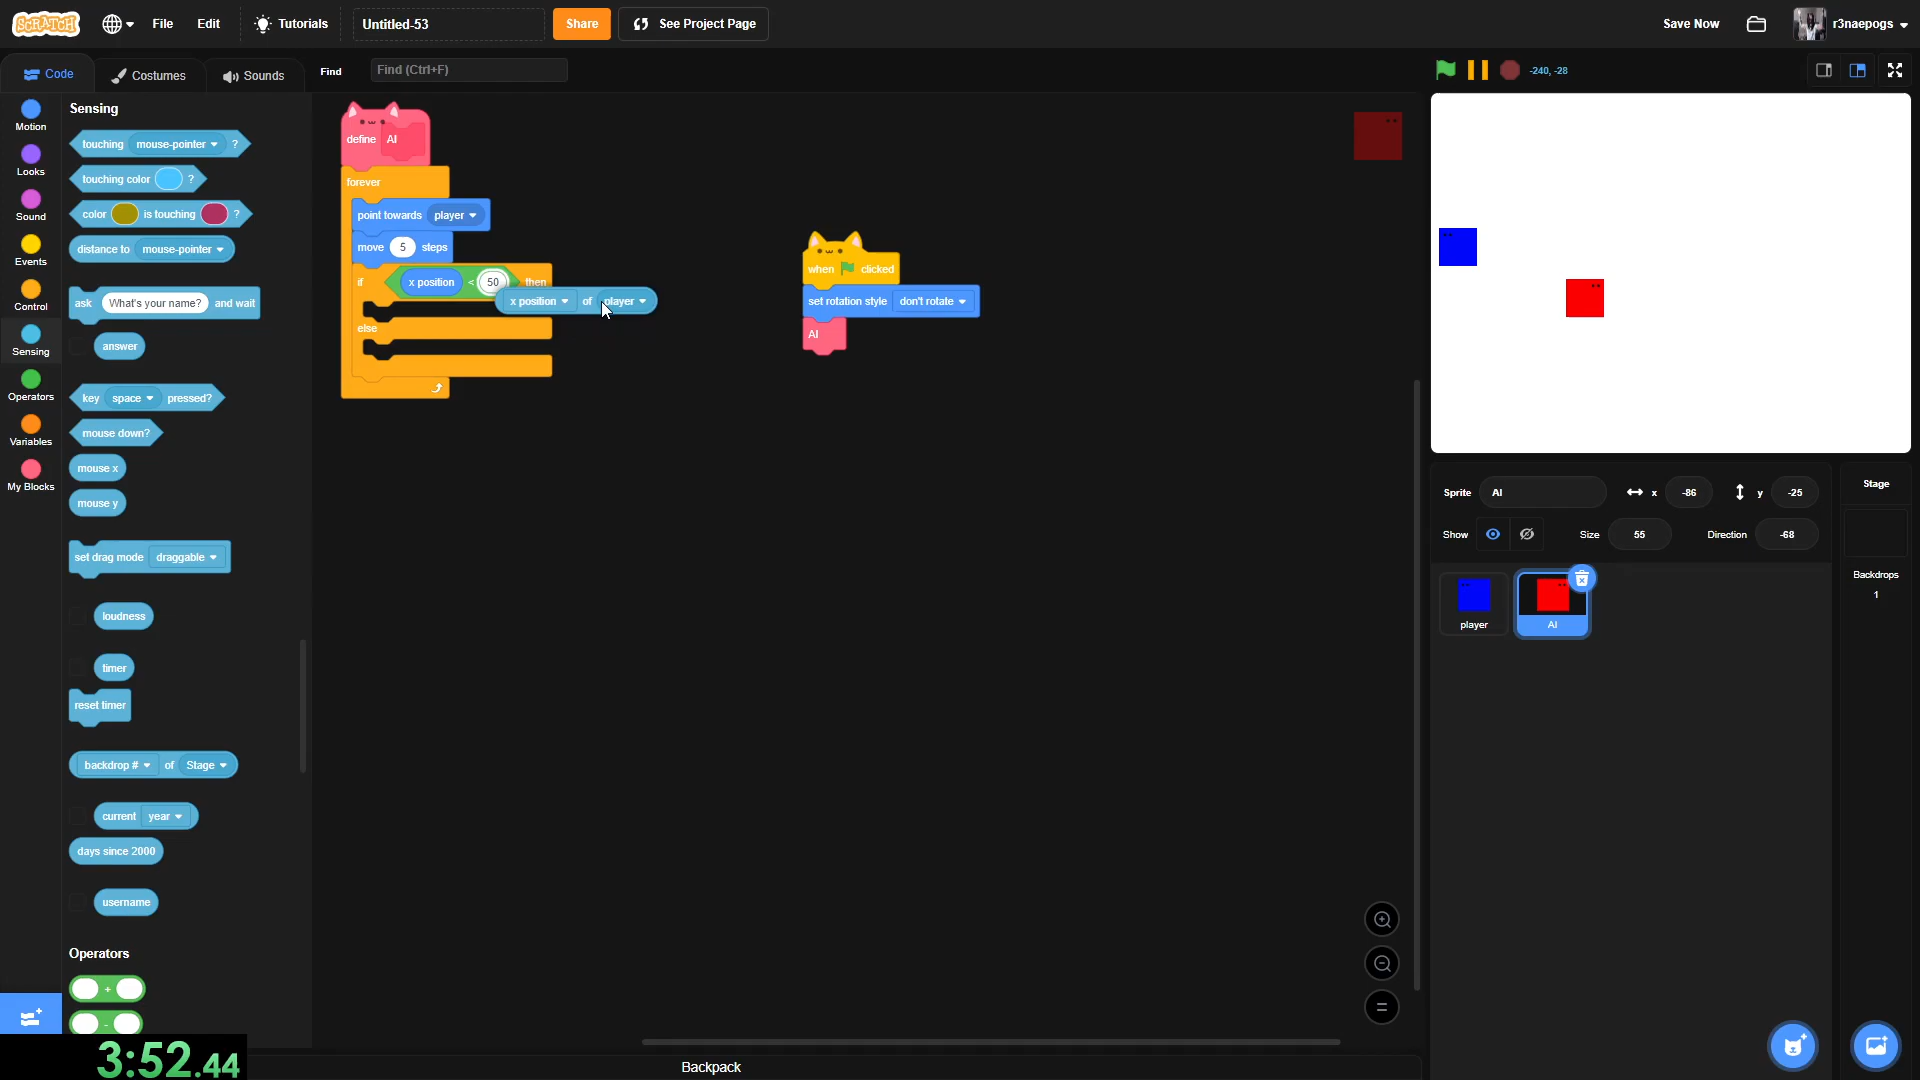 SCRATCH File Edit Tutorials Untitled-53 Share See Project Page Save Now r3naepogs
Code Costumes Sounds Find Find (Ctrl+F) -240, -28
Motion
Looks
Sound
Events
Control
Sensing
Operators
Variables
My Blocks
Sensing
touching mouse-pointer ?
touching color ?
color is touching ?
distance to mouse-pointer
ask What's your name? and wait
answer
key space pressed?
mouse down?
mouse x
mouse y
set drag mode draggable
loudness
timer
reset timer
backdrop # of Stage
current year
days since 2000
username
Operators
+
-
3:52.44
define AI
forever
point towards player
move 5 steps
if x position < 50 then
x position of player
else
when clicked
set rotation style don't rotate
AI
Backpack
Sprite AI x -86 y -25
Show Size 55 Direction -68
player
AI
Stage
Backdrops
1